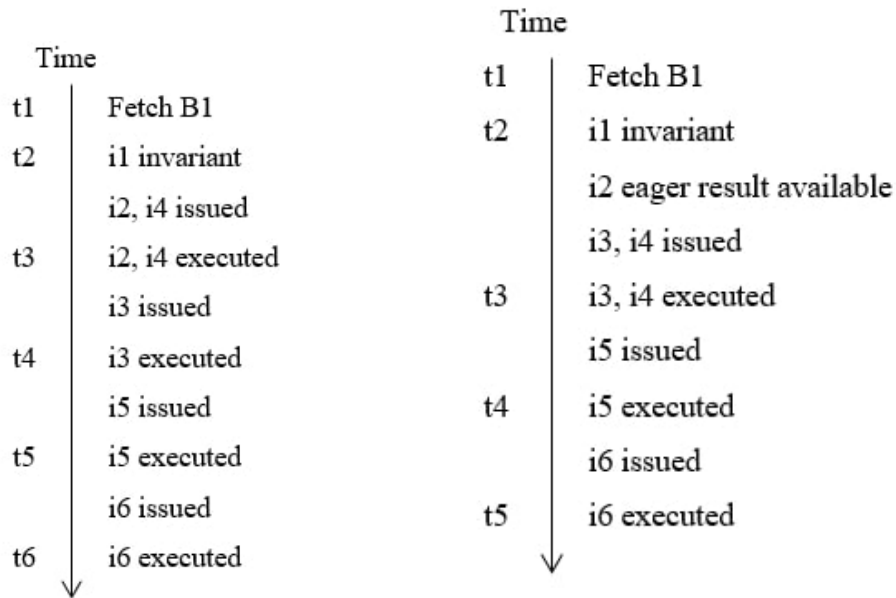 Time
t1 Fetch B1
t2 i1 invariant
i2, i4 issued
t3 i2, i4 executed
i3 issued
t4 i3 executed
i5 issued
t5 i5 executed
i6 issued
t6 i6 executed
Time
t1 Fetch B1
t2 i1 invariant
i2 eager result available
i3, i4 issued
t3 i3, i4 executed
i5 issued
t4 i5 executed
i6 issued
t5 i6 executed